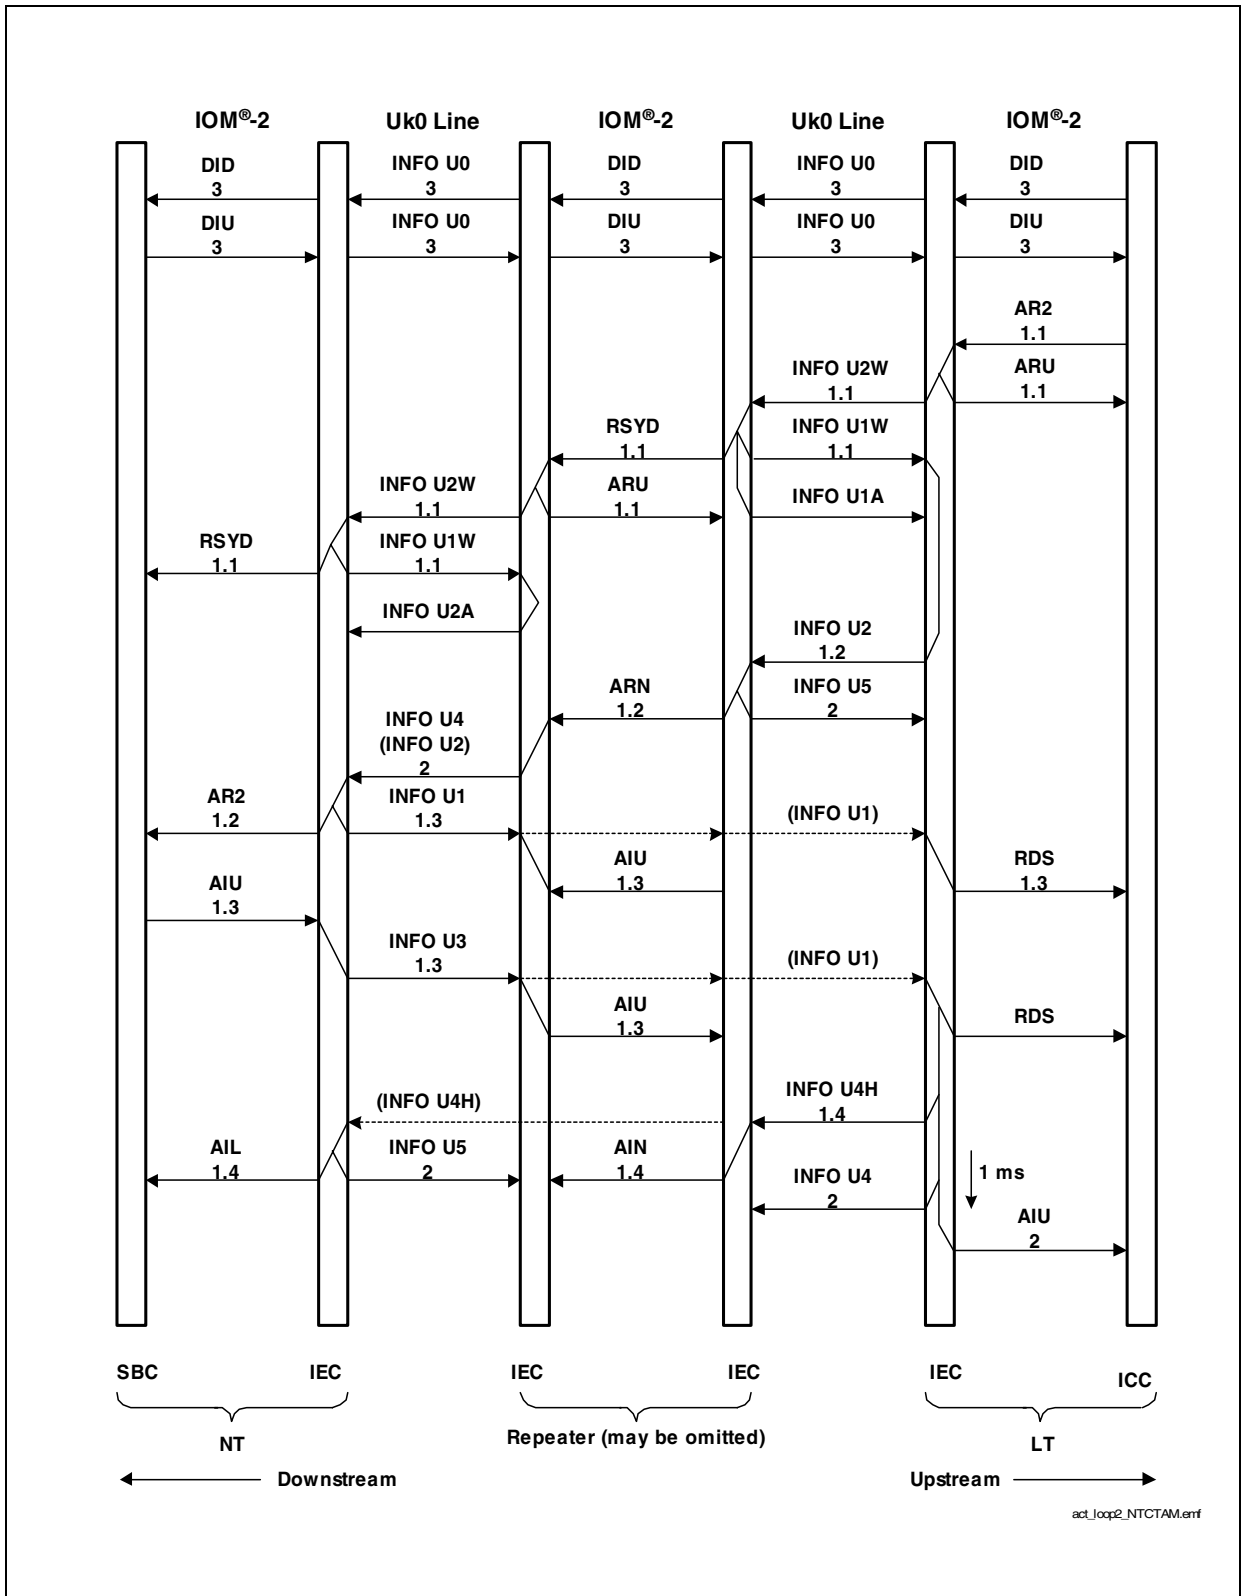 IOM®-2 Uk0 Line IOM®-2 Uk0 Line IOM®-2
DID INFO U0 DID INFO U0 DID
3 3 3 3 3
DIU INFO U0 DIU INFO U0 DIU
3 3 3 3 3
AR2
1.1
INFO U2W ARU
1.1 1.1
RSYD INFO U1W
1.1 1.1
INFO U2W ARU INFO U1A
1.1 1.1
RSYD INFO U1W
1.1 1.1
INFO U2A
INFO U2
1.2
ARN INFO U5
1.2 2
INFO U4
(INFO U2)
2
AR2 INFO U1 (INFO U1)
1.2 1.3
AIU RDS
1.3 1.3
AIU
1.3
INFO U3 (INFO U1)
1.3
AIU RDS
1.3
INFO U4H
1.4
(INFO U4H)
AIL INFO U5 AIN
1.4 2 1.4
INFO U4 1 ms
2
AIU
2
SBC IEC IEC IEC IEC ICC
NT Repeater (may be omitted) LT
Downstream Upstream
act_loop2_NTCTAM.emf